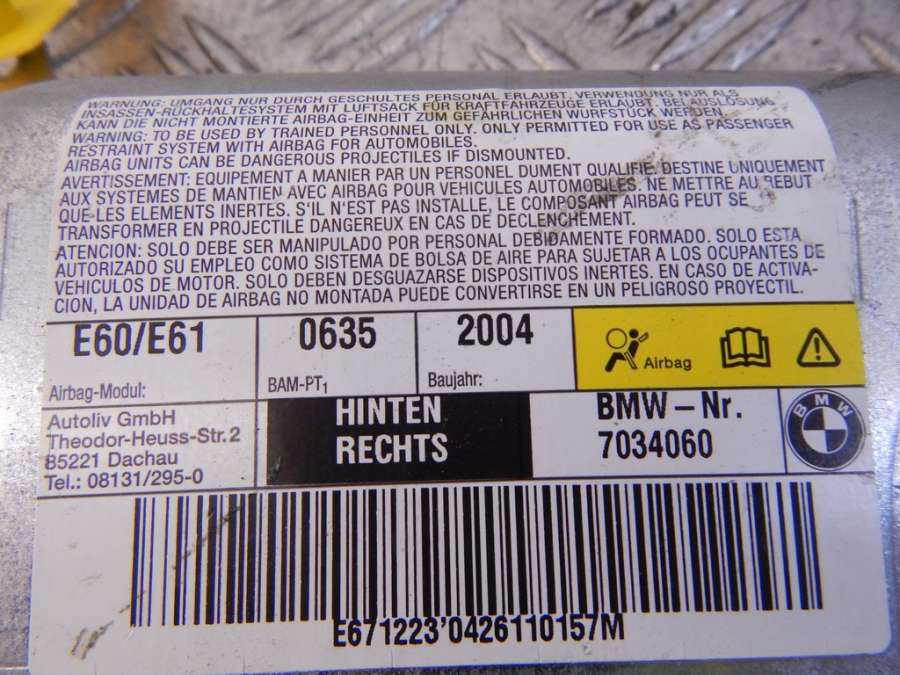 WARNUNG: UMGANG NUR DURCH GESCHULTES PERSONAL ERLAUBT. VERWENDUNG NUR ALS
INSASSEN-RÜCKHALTESYSTEM MIT LUFTSACK FÜR KRAFTFAHRZEUGE ERLAUBT. BEI AUSLÖSUNG
KANN DIE NICHT MONTIERTE AIRBAG-EINHEIT ZUM GEFÄHRLICHEN WURFSTÜCK WERDEN.
WARNING: TO BE USED BY TRAINED PERSONNEL ONLY. ONLY PERMITTED FOR USE AS PASSENGER
RESTRAINT SYSTEM WITH AIRBAG FOR AUTOMOBILES.
AIRBAG UNITS CAN BE DANGEROUS PROJECTILES IF DISMOUNTED.
AVERTISSEMENT: EQUIPEMENT A MANIER PAR UN PERSONEL DUMENT QUALIFIE. DESTINE UNIQUEMENT
AUX SYSTEMES DE MANTIEN AVEC AIRBAG POUR VEHICULES AUTOMOBILES. NE METTRE AU REBUT
QUE-LES ELEMENTS INERTES. S'IL N'EST PAS INSTALLE, LE COMPOSANT AIRBAG PEUT SE
TRANSFORMER EN PROJECTILE DANGEREUX EN CAS DE DECLENCHEMENT.
ATENCION: SOLO DEBE SER MANIPULADO POR PERSONAL DEBIDAMENTE FORMADO. SOLO ESTA
AUTORIZADO SU EMPLEO COMO SISTEMA DE BOLSA DE AIRE PARA SUJETAR A LOS OCUPANTES DE
VEHICULOS DE MOTOR. SOLO DEBEN DESGUAZARSE DISPOSITIVOS INERTES. EN CASO DE ACTIVA-
CION, LA UNIDAD DE AIRBAG NO MONTADA PUEDE CONVERTIRSE EN UN PELIGROSO PROYECTIL.
E60/E61 0635 2004
Airbag
Airbag-Modul: BAM-PT1 Baujahr:
Autoliv GmbH
Theodor-Heuss-Str.2
85221 Dachau
Tel.: 08131/295-0
HINTEN
RECHTS
BMW-Nr.
7034060
BMW
E671223'0426110157M